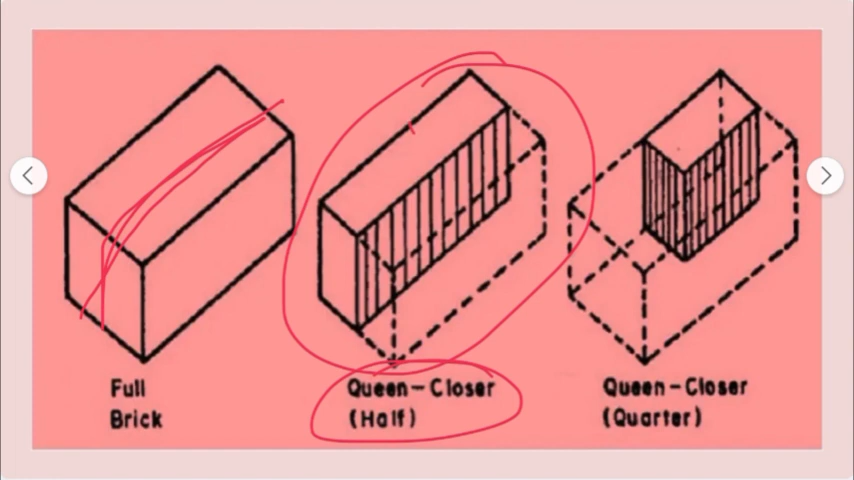 Full
Brick
Queen-Closer
(Half)
Queen-Closer
(Quarter)